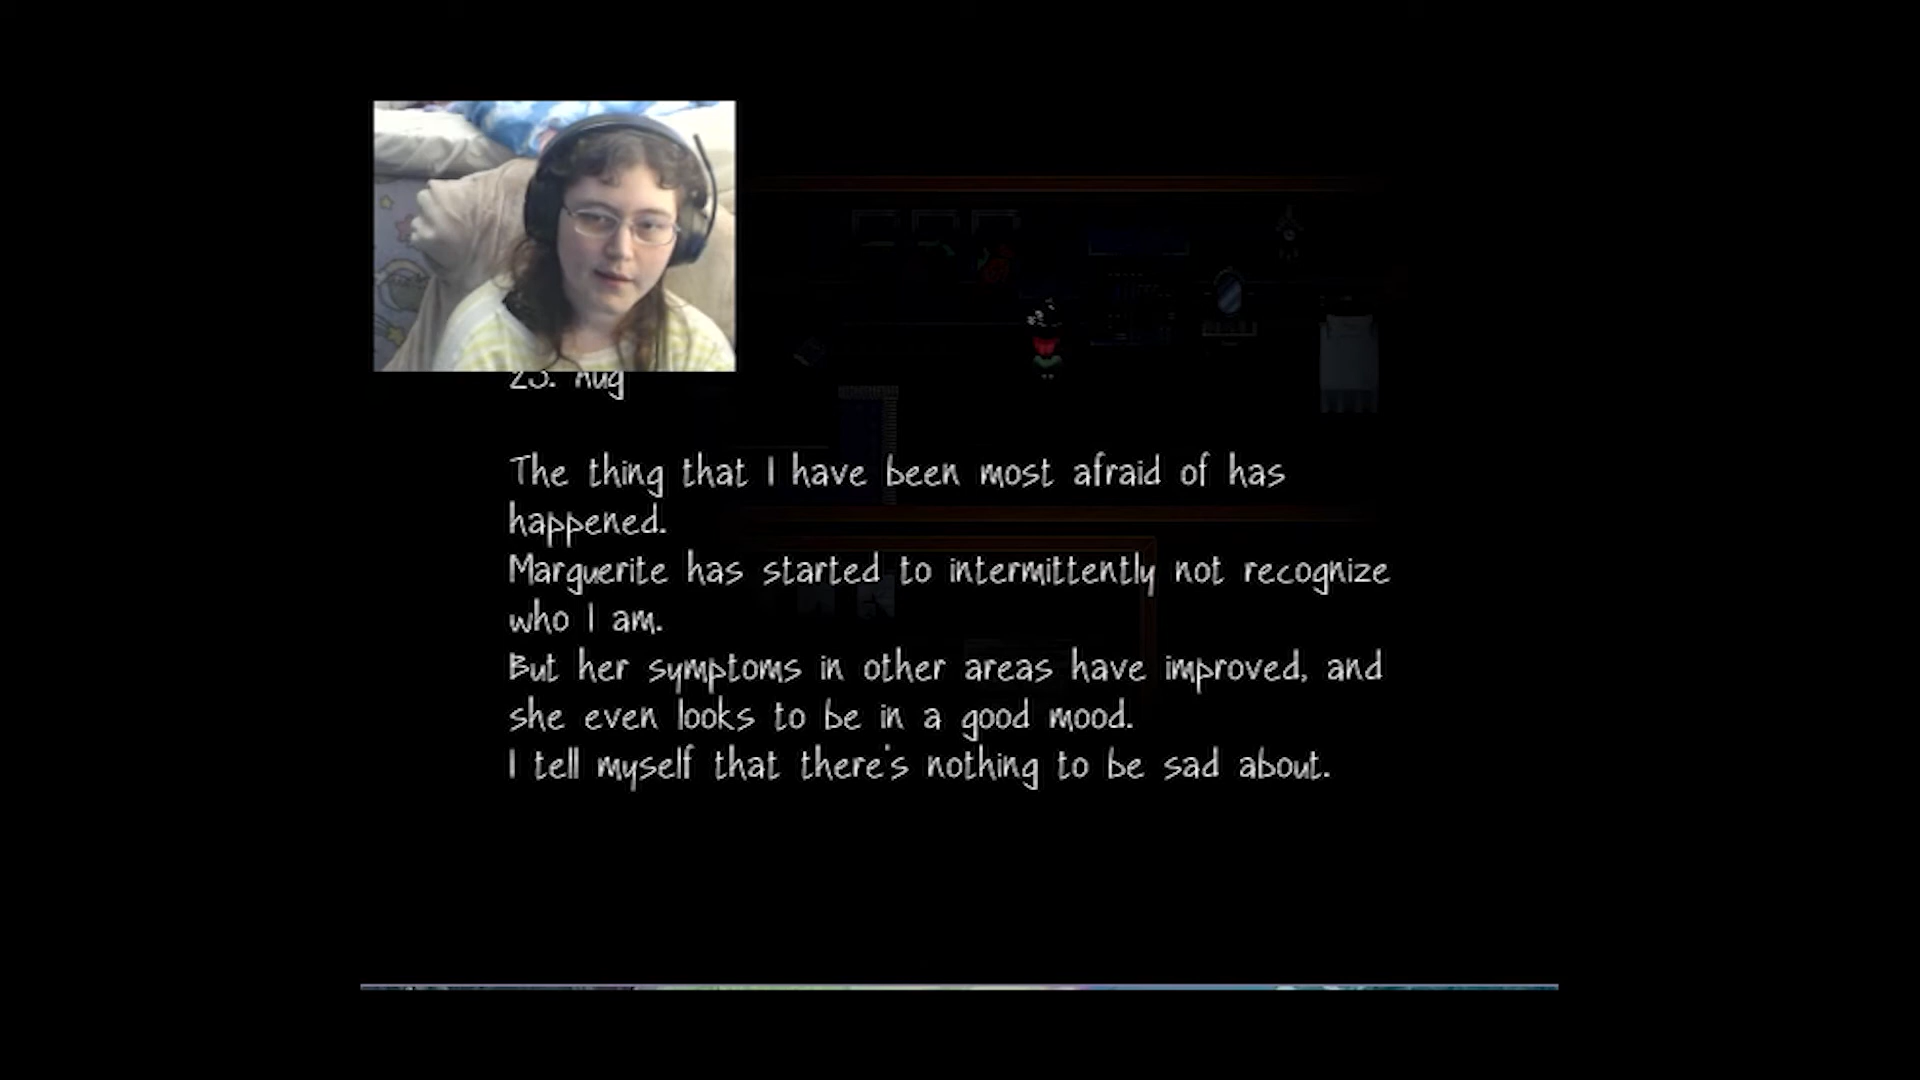 23. Aug
The thing that I have been most afraid of has
happened.
Marguerite has started to intermittently not recognize
who I am.
But her symptoms in other areas have improved, and
she even looks to be in a good mood.
I tell myself that there's nothing to be sad about.